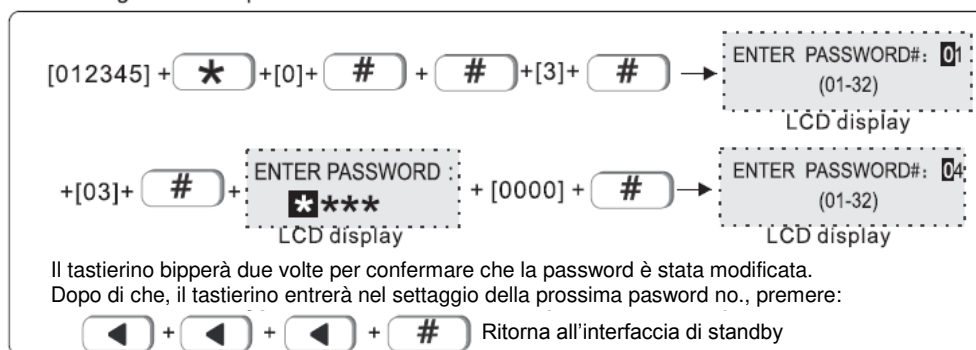 [012345] + * +[0]+ # + # +[3]+ # → ENTER PASSWORD#: 01
(01-32)
LCD display
+[03]+ # + ENTER PASSWORD : + [0000] + # → ENTER PASSWORD#: 04
**** (01-32)
LCD display LCD display
Il tastierino bipperà due volte per confermare che la password è stata modificata.
Dopo di che, il tastierino entrerà nel settaggio della prossima pasword no., premere:
◀ + ◀ + ◀ + # Ritorna all'interfaccia di standby